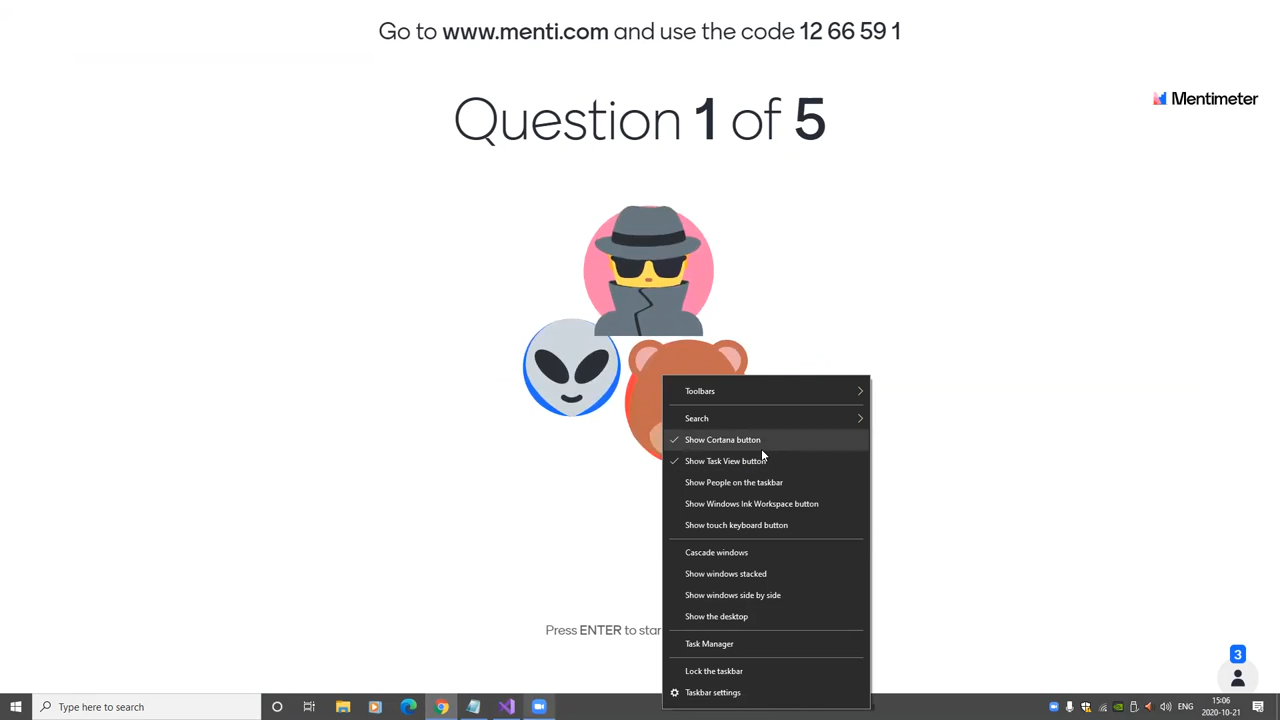 Go to www.menti.com and use the code 12 66 59 1
Mentimeter
Question 1 of 5
Toolbars
Search
Show Cortana button
Show Task View button
Show People on the taskbar
Show Windows Ink Workspace button
Show touch keyboard button
Cascade windows
Show windows stacked
Show windows side by side
Show the desktop
Press ENTER to star
Task Manager
Lock the taskbar
Taskbar settings
3
Type here to search
ENG
15:06
2020-10-21